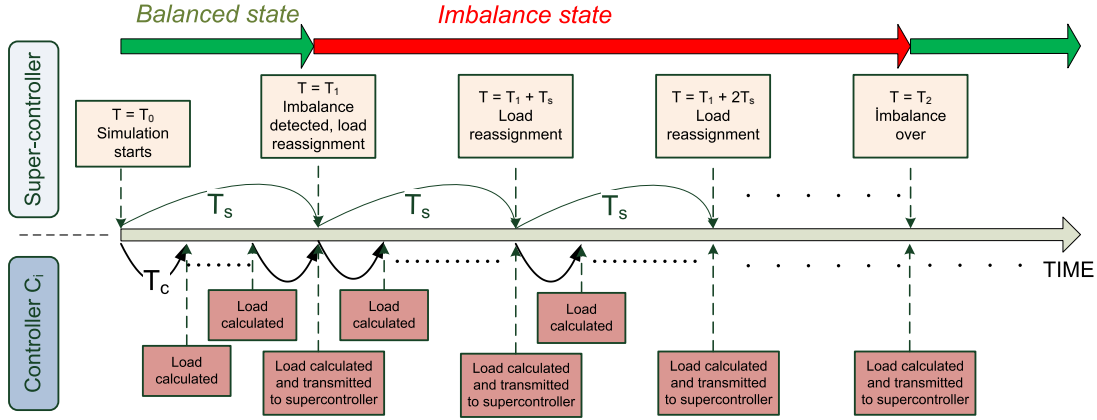 Balanced state
Imbalance state
Super-controller
T = T₀
Simulation
starts
T = T₁
Imbalance
detected, load
reassignment
T = T₁ + Tₛ
Load
reassignment
T = T₁ + 2Tₛ
Load
reassignment
T = T₂
İmbalance
over
Tₛ
Tₛ
Tₛ
TIME
Controller Cᵢ
T꜀
Load
calculated
Load
calculated
Load calculated
and transmitted
to supercontroller
Load
calculated
Load calculated
and transmitted
to supercontroller
Load
calculated
Load calculated
and transmitted
to supercontroller
Load calculated
and transmitted
to supercontroller